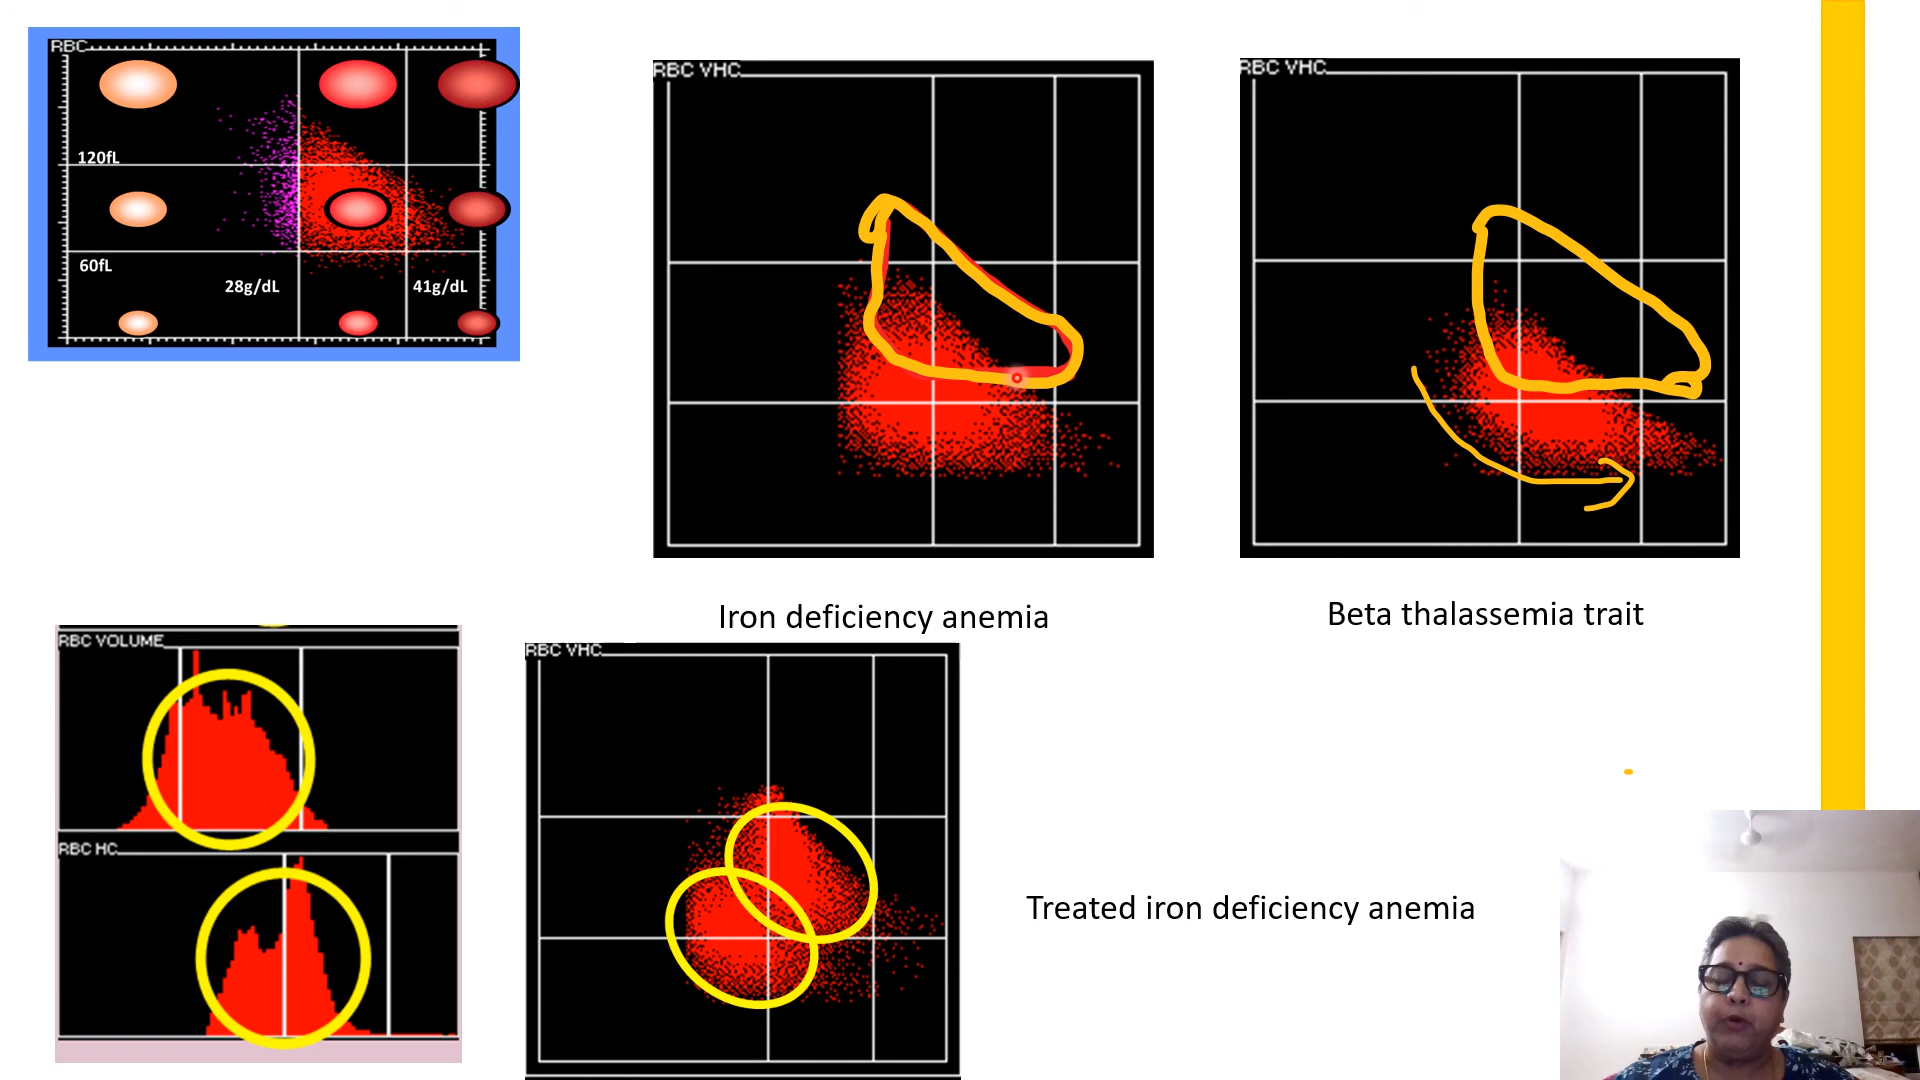 RBC
120fL
60fL
28g/dL
41g/dL
RBC VHC
RBC VHC
Iron deficiency anemia
Beta thalassemia trait
RBC VOLUME
RBC HC
RBC VHC
Treated iron deficiency anemia